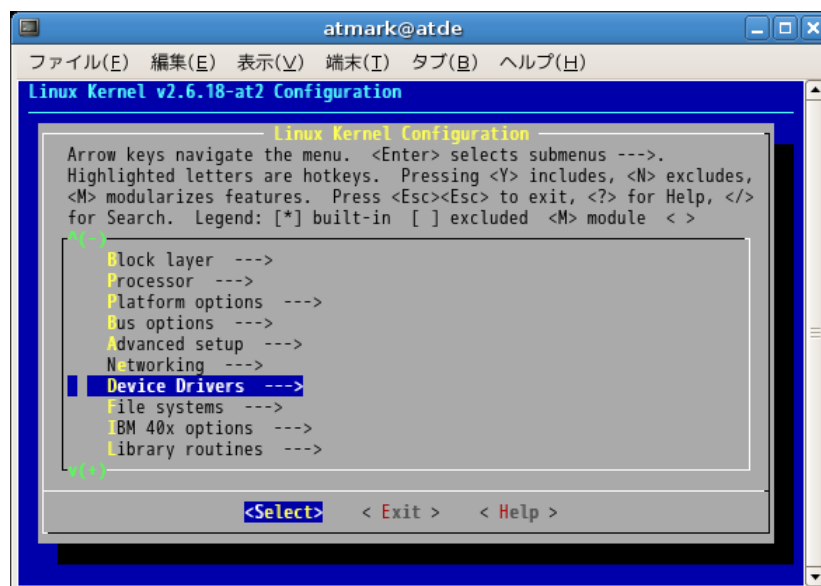 atmark@atde
ファイル(F) 編集(E) 表示(V) 端末(T) タブ(B) ヘルプ(H)
Linux Kernel v2.6.18-at2 Configuration
Linux Kernel Configuration
Arrow keys navigate the menu. <Enter> selects submenus --->.
Highlighted letters are hotkeys. Pressing <Y> includes, <N> excludes,
<M> modularizes features. Press <Esc><Esc> to exit, <?> for Help, </>
for Search. Legend: [*] built-in [ ] excluded <M> module < >
^(-)
Block layer --->
Processor --->
Platform options --->
Bus options --->
Advanced setup --->
Networking --->
Device Drivers --->
File systems --->
IBM 40x options --->
Library routines --->
v(+)
<Select> < Exit > < Help >